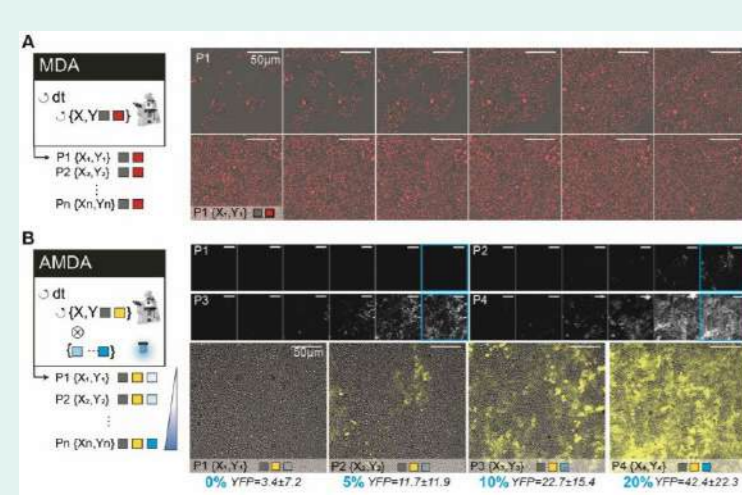 A
MDA
dt
{X,Y }
P1 {X₁,Y₁}
P2 {X₂,Y₂}
⋮
Pn {Xn,Yn}
P1
50µm
P1 {X₁,Y₁}
B
AMDA
dt
{X,Y }
⊗
{ ... }
P1 {X₁,Y₁}
P2 {X₂,Y₂}
⋮
Pn {Xn,Yn}
P1
P2
P3
P4
50µm
P1 {X₁,Y₁}
P2 {X₂,Y₂}
P3 {X₃,Y₃}
P4 {X₄,Y₄}
0% YFP=3.4±7.2
5% YFP=11.7±11.9
10% YFP=22.7±15.4
20% YFP=42.4±22.3